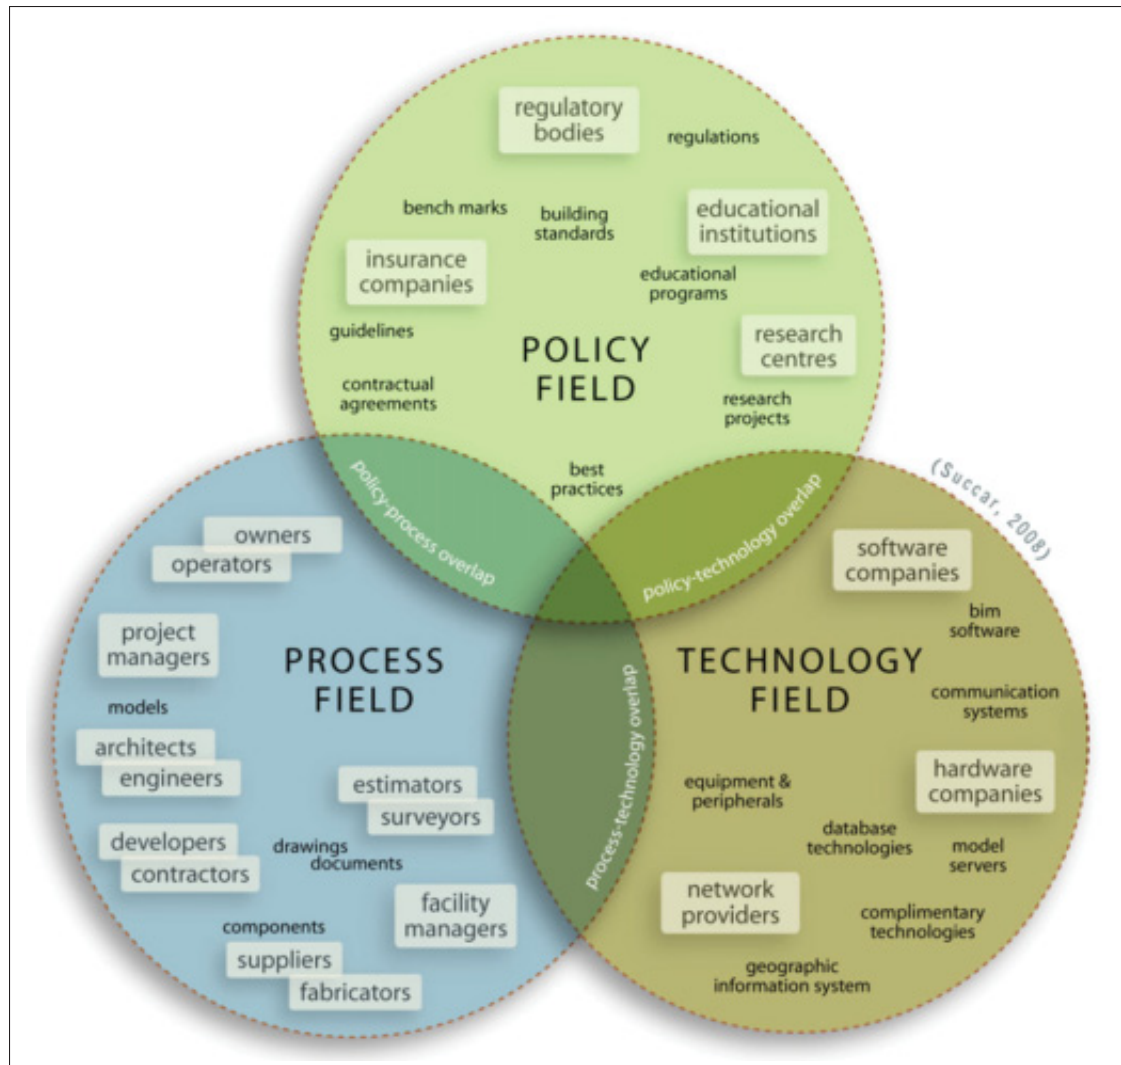 regulatory
bodies
regulations
bench marks
building
standards
educational
institutions
insurance
companies
educational
programs
guidelines
POLICY
FIELD
research
centres
contractual
agreements
research
projects
best
practices
policy-process overlap
policy-technology overlap
(Succar, 2008)
owners
operators
project
managers
PROCESS
FIELD
models
architects
engineers
estimators
surveyors
developers
contractors
drawings
documents
facility
managers
components
suppliers
fabricators
process-technology overlap
software
companies
bim
software
TECHNOLOGY
FIELD
communication
systems
hardware
companies
equipment &
peripherals
database
technologies
model
servers
network
providers
complimentary
technologies
geographic
information system